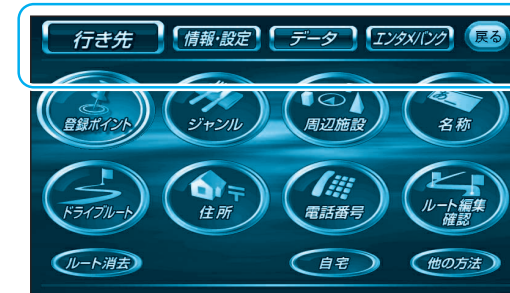 行き先 情報・設定 データ エンタメバンク 戻る
登録ポイント ジャンル 周辺施設 名称
ドライブルート 住所 電話番号 ルート編集
確認
ルート消去 自宅 他の方法